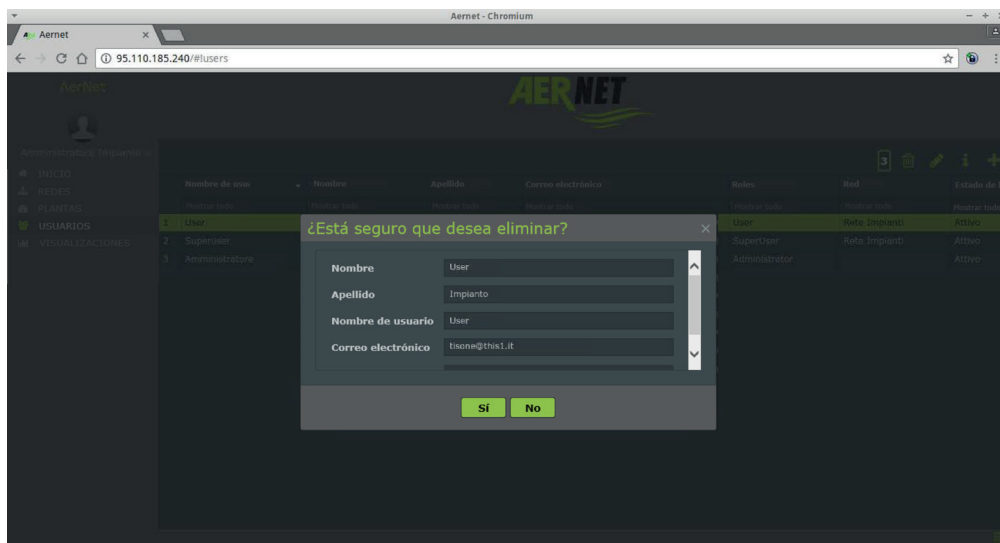 Aernet - Chromium
Aernet
95.110.185.240/#!users
AerNet
AERNET
Amministratore Impianto
INICIO
REDES
PLANTAS
USUARIOS
VISUALIZACIONES
3
Nombre de usu Nombre Apellido Correo electrónico Roles Red Estado de
Mostrar todo Mostrar todo Mostrar todo Mostrar todo Mostrar todo Mostrar todo Mostrar todo
1 User User Rete Impianti Attivo
2 Superuser SuperUser Rete Impianti Attivo
3 Amministratore Administrator Attivo
¿Está seguro que desea eliminar?
Nombre User
Apellido Impianto
Nombre de usuario User
Correo electrónico tisone@this1.it
Sí No